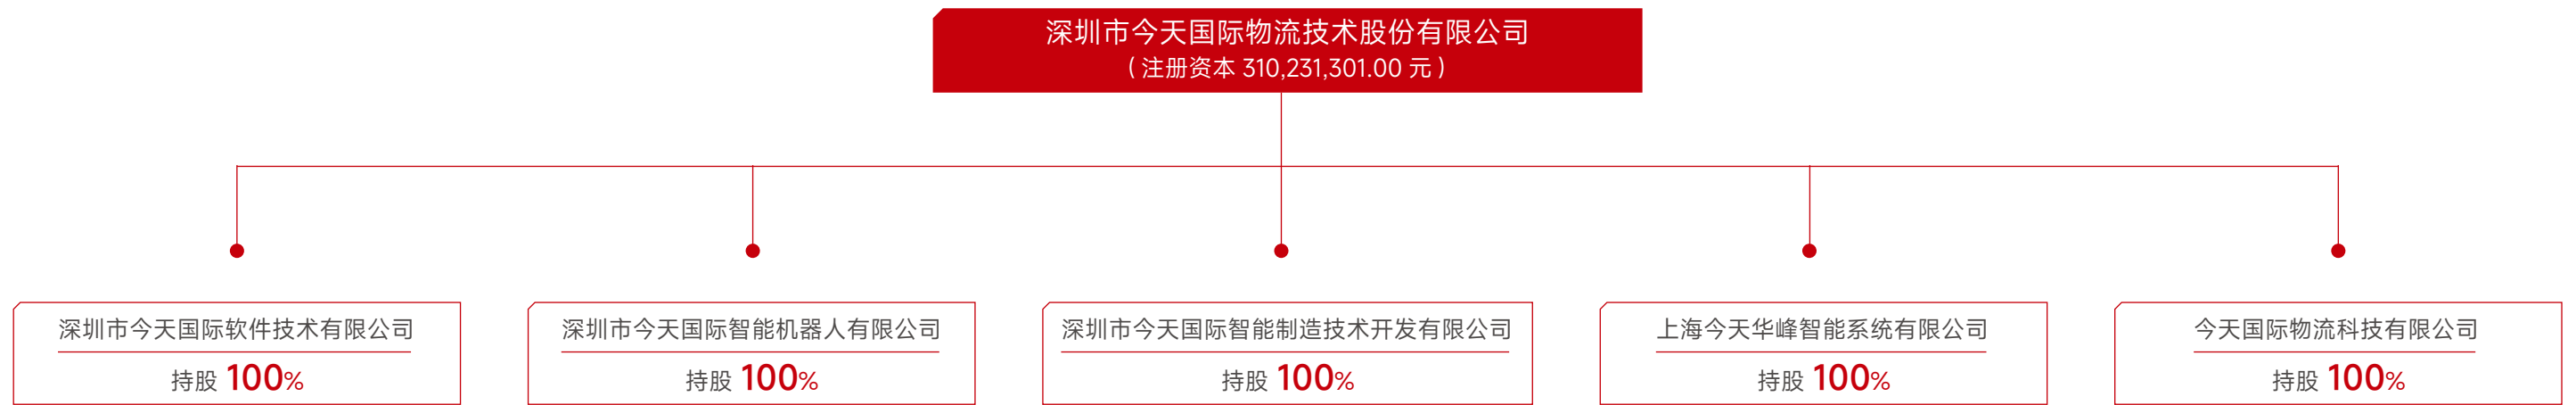 深圳市今天国际物流技术股份有限公司
(注册资本 310,231,301.00 元)
深圳市今天国际软件技术有限公司
持股 100%
深圳市今天国际智能机器人有限公司
持股 100%
深圳市今天国际智能制造技术开发有限公司
持股 100%
上海今天华峰智能系统有限公司
持股 100%
今天国际物流科技有限公司
持股 100%